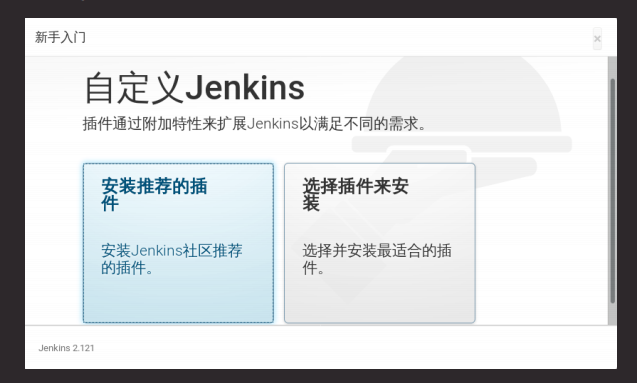 新手入门
×
自定义Jenkins
插件通过附加特性来扩展Jenkins以满足不同的需求。
安装推荐的插
件
安装Jenkins社区推荐
的插件。
选择插件来安
装
选择并安装最适合的插
件。
Jenkins 2.121